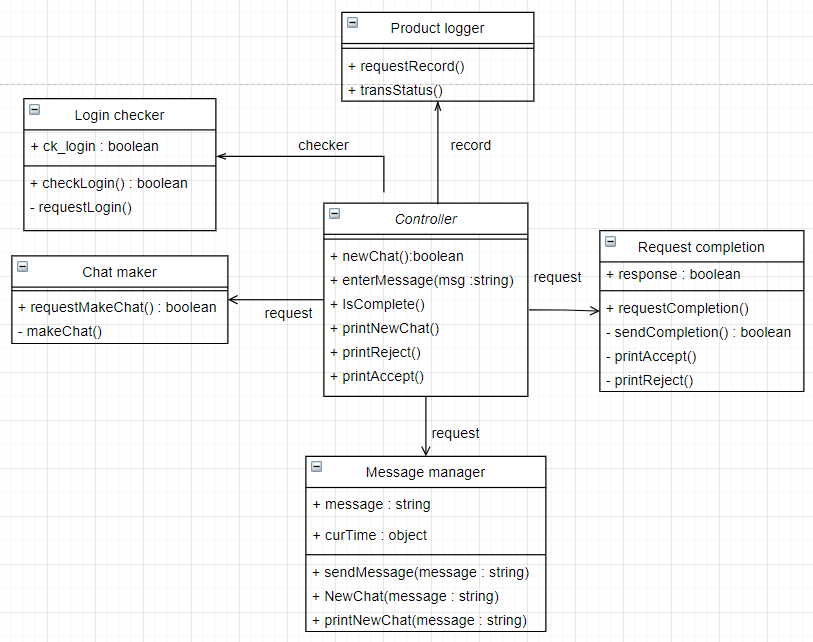 Product logger
+ requestRecord()
+ transStatus()
Login checker
+ ck_login : boolean
+ checkLogin() : boolean
- requestLogin()
checker
record
Controller
+ newChat():boolean
+ enterMessage(msg :string)
+ IsComplete()
+ printNewChat()
+ printReject()
+ printAccept()
Chat maker
+ requestMakeChat() : boolean
- makeChat()
request
request
Request completion
+ response : boolean
+ requestCompletion()
- sendCompletion() : boolean
- printAccept()
- printReject()
request
Message manager
+ message : string
+ curTime : object
+ sendMessage(message : string)
+ NewChat(message : string)
+ printNewChat(message : string)